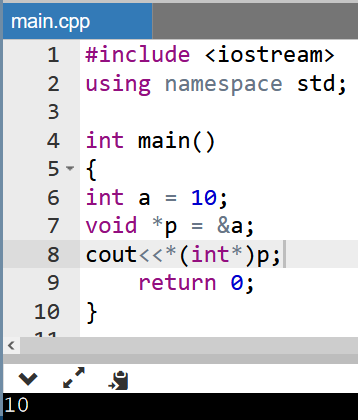 main.cpp
1 #include <iostream>
2 using namespace std;
3
4 int main()
5 {
6 int a = 10;
7 void *p = &a;
8 cout<<*(int*)p;
9     return 0;
10 }
10